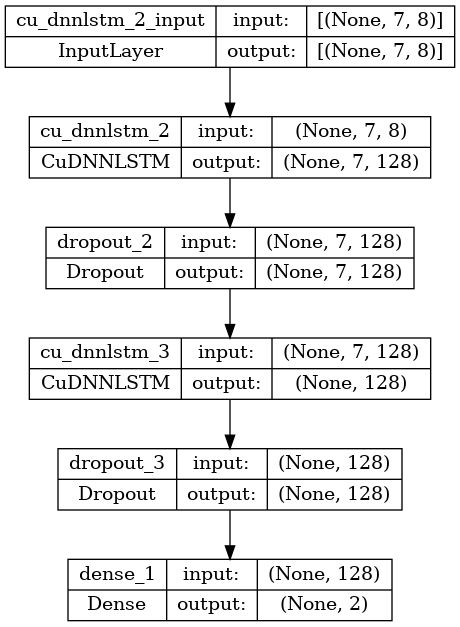 cu_dnnlstm_2_input input: [(None, 7, 8)]
InputLayer output: [(None, 7, 8)]
cu_dnnlstm_2 input: (None, 7, 8)
CuDNNLSTM output: (None, 7, 128)
dropout_2 input: (None, 7, 128)
Dropout output: (None, 7, 128)
cu_dnnlstm_3 input: (None, 7, 128)
CuDNNLSTM output: (None, 128)
dropout_3 input: (None, 128)
Dropout output: (None, 128)
dense_1 input: (None, 128)
Dense output: (None, 2)